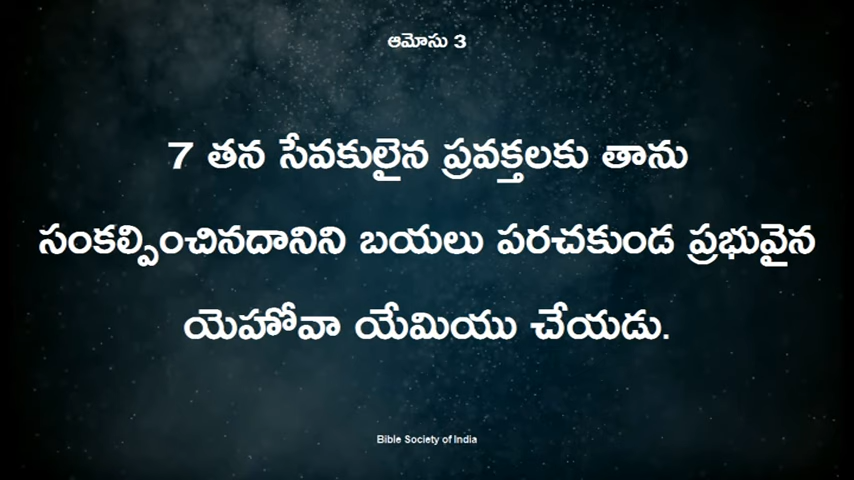 ఆమోసు 3
7 తన సేవకులైన ప్రవక్తలకు తాను
సంకల్పించినదానిని బయలు పరచకుండ ప్రభువైన
యెహోవా యేమియు చేయడు.
Bible Society of India